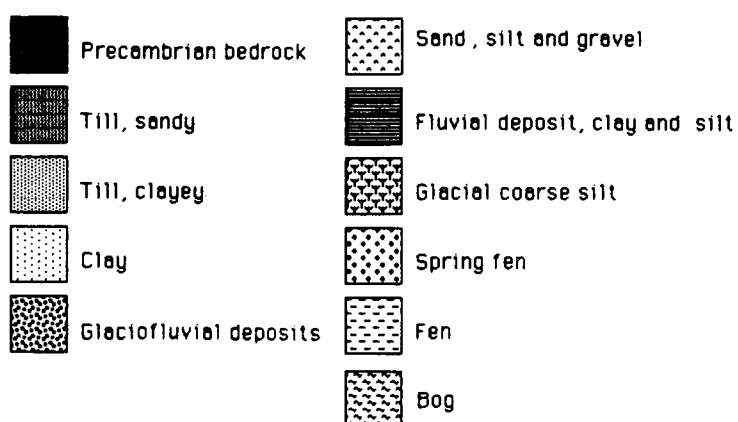 Precambrian bedrock
Till, sandy
Till, clayey
Clay
Glaciofluvial deposits
Sand , silt and gravel
Fluvial deposit, clay and silt
Glacial coarse silt
Spring fen
Fen
Bog